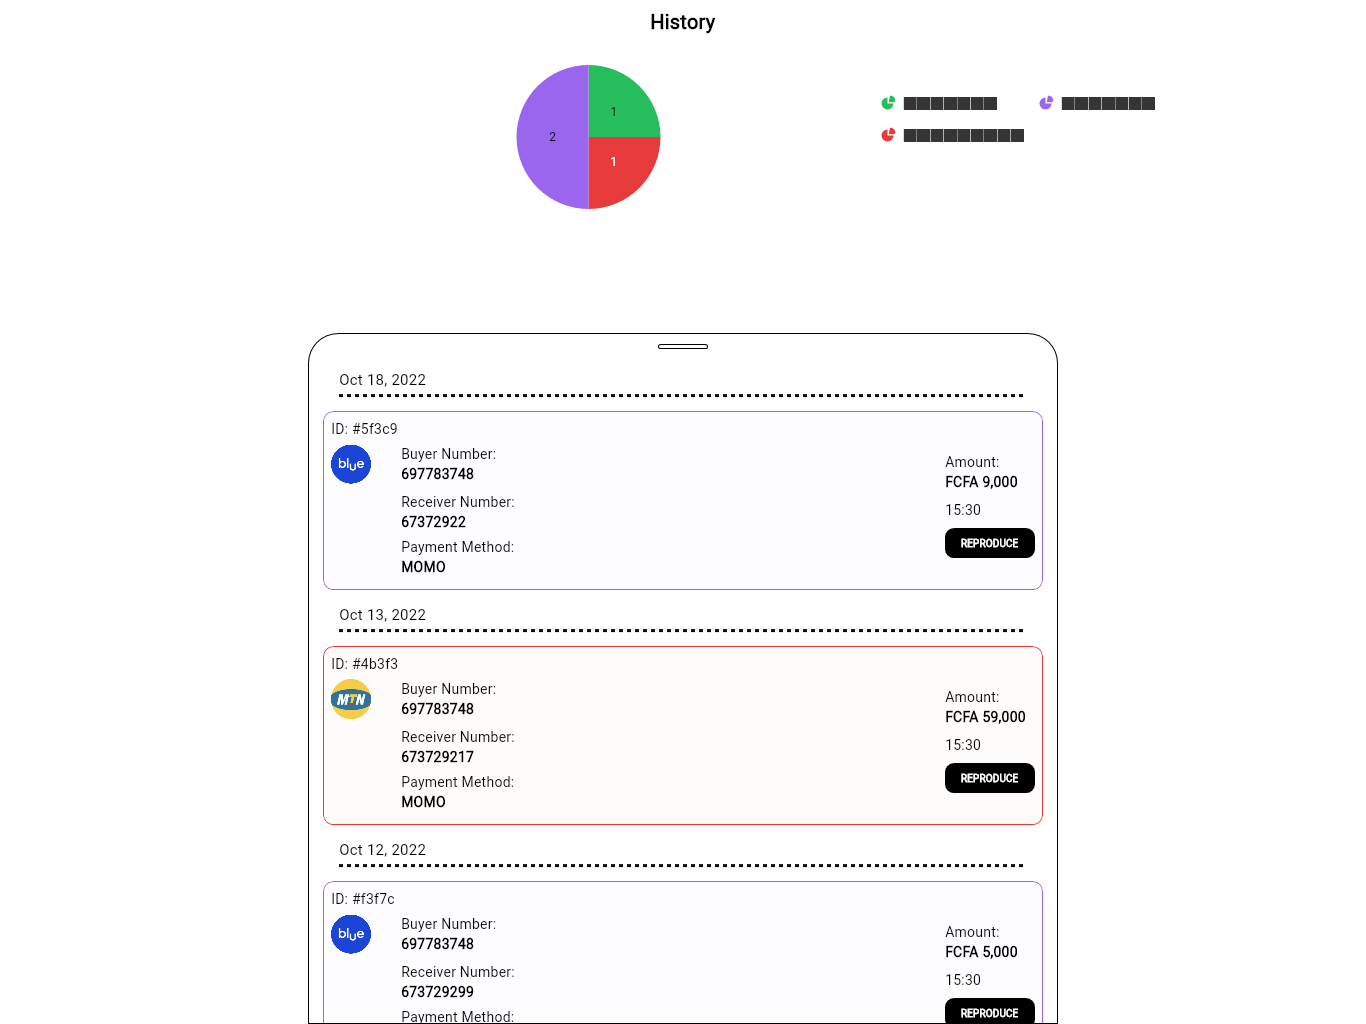 History
1
2
1
Oct 18, 2022
ID: #5f3c9
blue
Buyer Number:
697783748
Receiver Number:
67372922
Payment Method:
MOMO
Amount:
FCFA 9,000
15:30
REPRODUCE
Oct 13, 2022
ID: #4b3f3
MTN
Buyer Number:
697783748
Receiver Number:
673729217
Payment Method:
MOMO
Amount:
FCFA 59,000
15:30
REPRODUCE
Oct 12, 2022
ID: #f3f7c
blue
Buyer Number:
697783748
Receiver Number:
673729299
Payment Method:
Amount:
FCFA 5,000
15:30
REPRODUCE